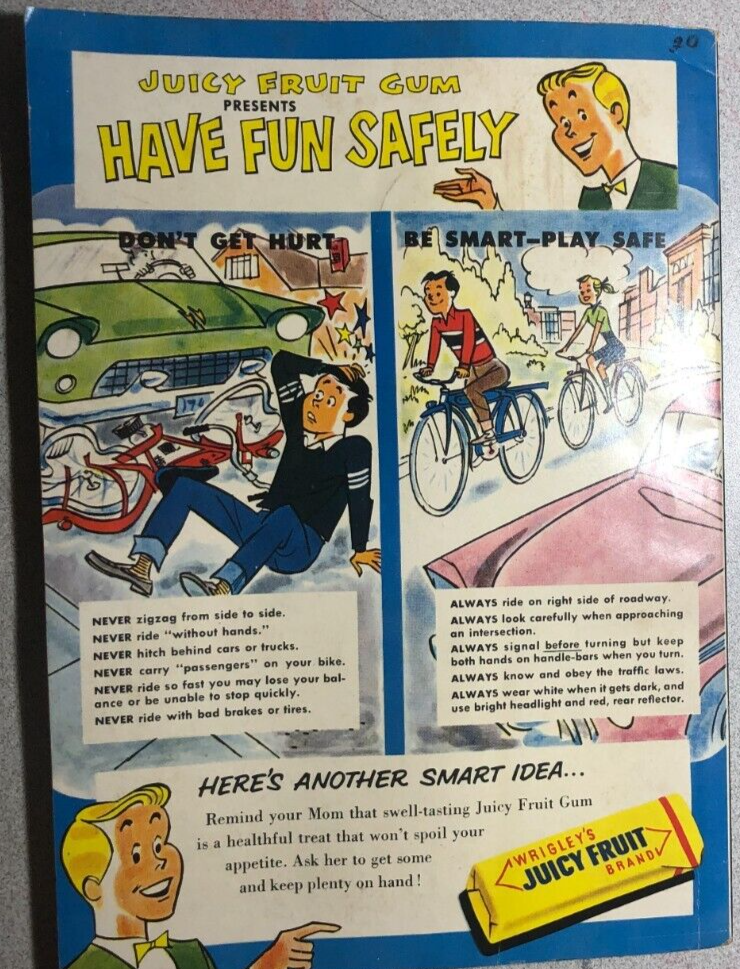 90
JUICY FRUIT GUM
PRESENTS
HAVE FUN SAFELY
DON'T GET HURT
NEVER zigzag from side to side.
NEVER ride "without hands."
NEVER hitch behind cars or trucks.
NEVER carry "passengers" on your bike.
NEVER ride so fast you may lose your bal-
ance or be unable to stop quickly.
NEVER ride with bad brakes or tires.
BE SMART-PLAY SAFE
ALWAYS ride on right side of roadway.
ALWAYS look carefully when approaching
an intersection.
ALWAYS signal before turning but keep
both hands on handle-bars when you turn.
ALWAYS know and obey the traffic laws.
ALWAYS wear white when it gets dark, and
use bright headlight and red, rear reflector.
HERE'S ANOTHER SMART IDEA...
Remind your Mom that swell-tasting Juicy Fruit Gum
is a healthful treat that won't spoil your
appetite. Ask her to get some
and keep plenty on hand!
WRIGLEY'S
JUICY FRUIT
BRAND